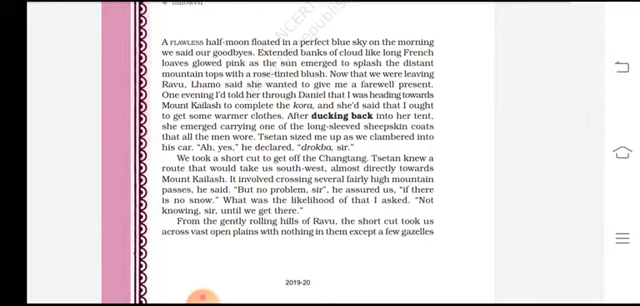 billowed
A FLAWLESS half-moon floated in a perfect blue sky on the morning
we said our goodbyes. Extended banks of cloud like long French
loaves glowed pink as the sun emerged to splash the distant
mountain tops with a rose-tinted blush. Now that we were leaving
Ravu, Lhamo said she wanted to give me a farewell present.
One evening I'd told her through Daniel that I was heading towards
Mount Kailash to complete the kora, and she'd said that I ought
to get some warmer clothes. After ducking back into her tent,
she emerged carrying one of the long-sleeved sheepskin coats
that all the men wore. Tsetan sized me up as we clambered into
his car. “Ah, yes,” he declared, “drokba, sir.”
We took a short cut to get off the Changtang. Tsetan knew a
route that would take us south-west, almost directly towards
Mount Kailash. It involved crossing several fairly high mountain
passes, he said. “But no problem, sir”, he assured us, “if there
is no snow.” What was the likelihood of that I asked. “Not
knowing, sir, until we get there.”
From the gently rolling hills of Ravu, the short cut took us
across vast open plains with nothing in them except a few gazelles
2019-20